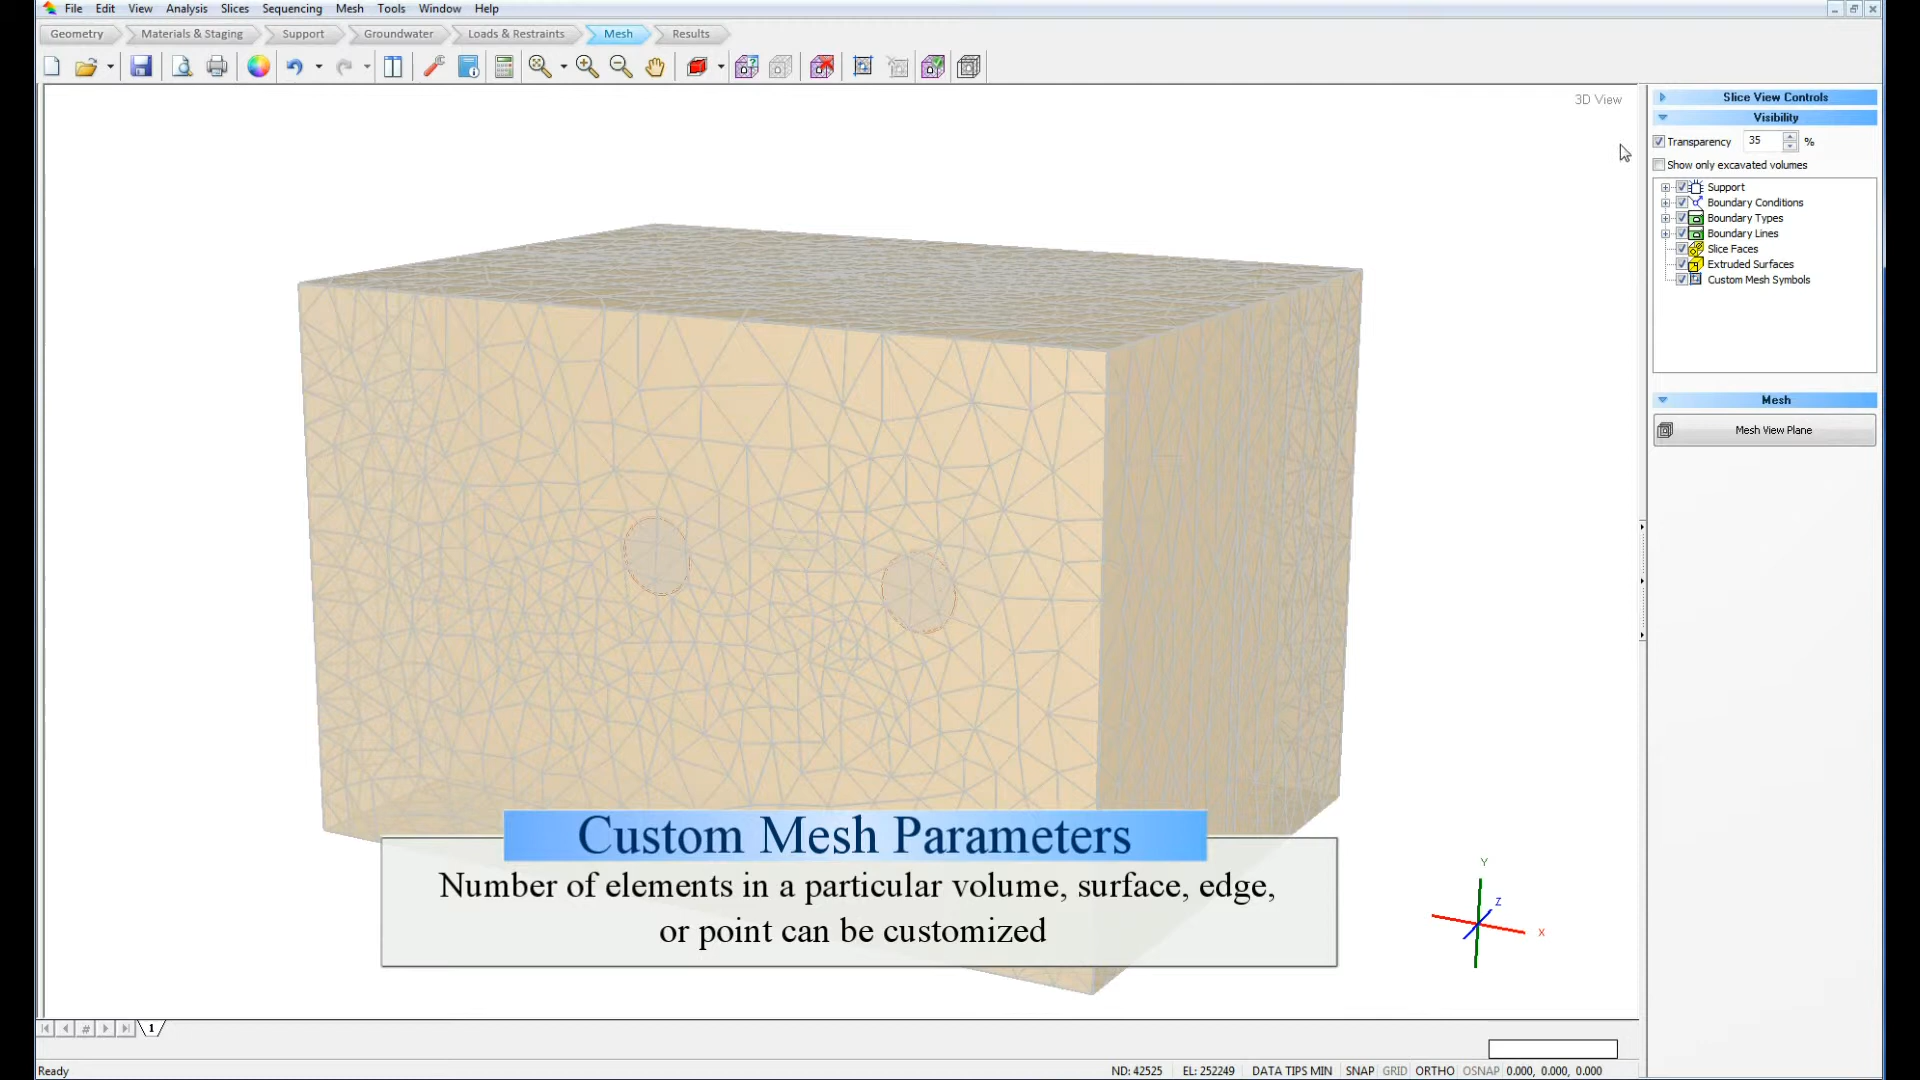 File Edit View Analysis Slices Sequencing Mesh Tools Window Help
Geometry Materials & Staging Support Groundwater Loads & Restraints Mesh Results
3D View
Slice View Controls
Visibility
Transparency 35 %
Show only excavated volumes
Support
Boundary Conditions
Boundary Types
Boundary Lines
Slice Faces
Extruded Surfaces
Custom Mesh Symbols
Mesh
Mesh View Plane
Custom Mesh Parameters
Number of elements in a particular volume, surface, edge,
or point can be customized
Y
Z
X
# 1
Ready ND: 42525 EL: 252249 DATA TIPS MIN SNAP GRID ORTHO OSNAP 0.000, 0.000, 0.000